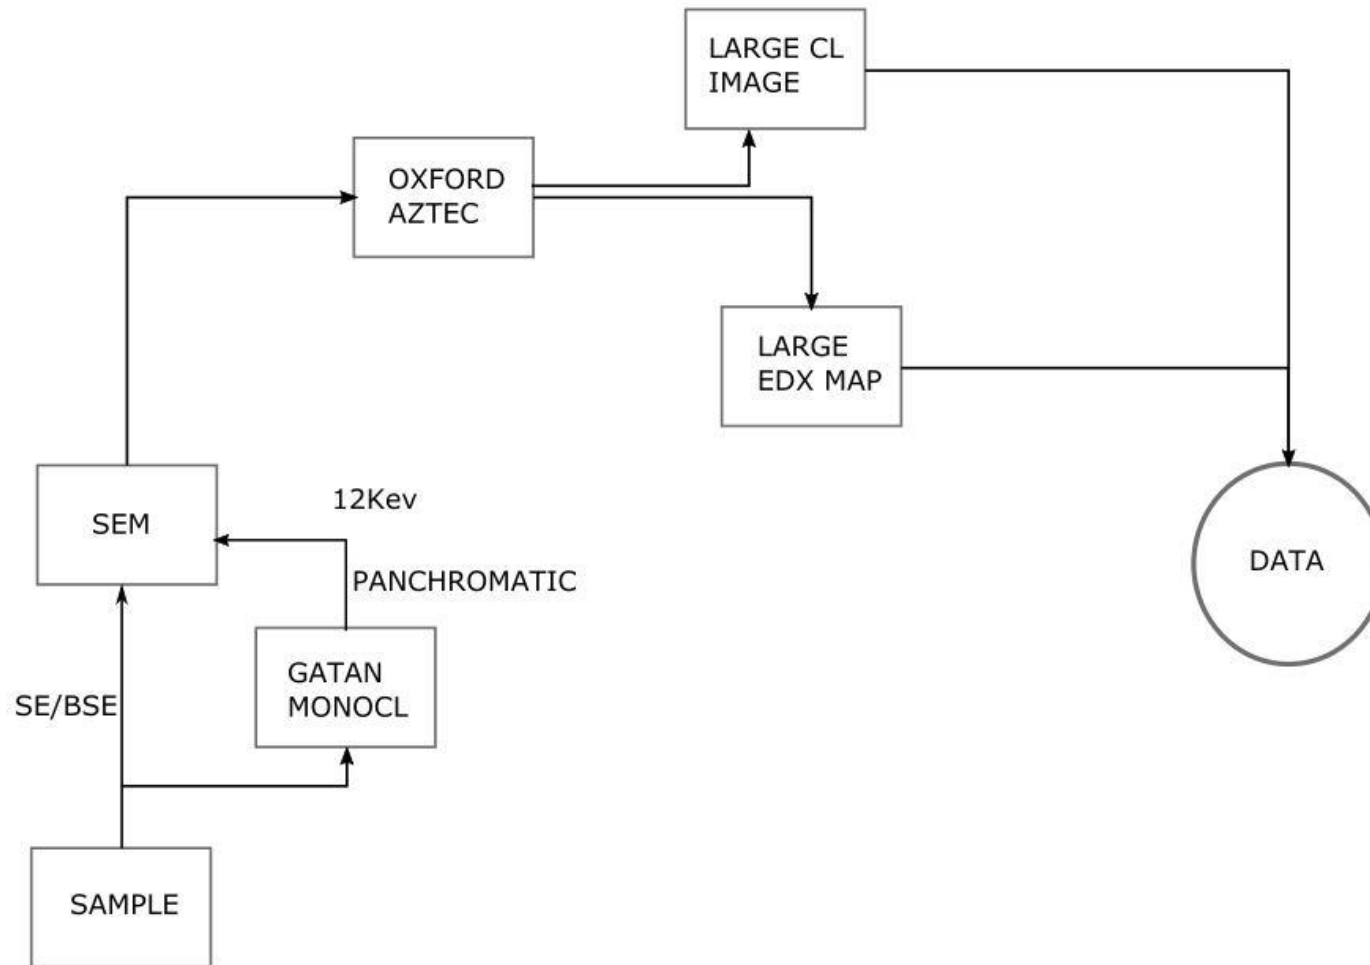 LARGE CL
IMAGE
OXFORD
AZTEC
LARGE
EDX MAP
SEM
12Kev
PANCHROMATIC
DATA
GATAN
MONOCL
SE/BSE
SAMPLE